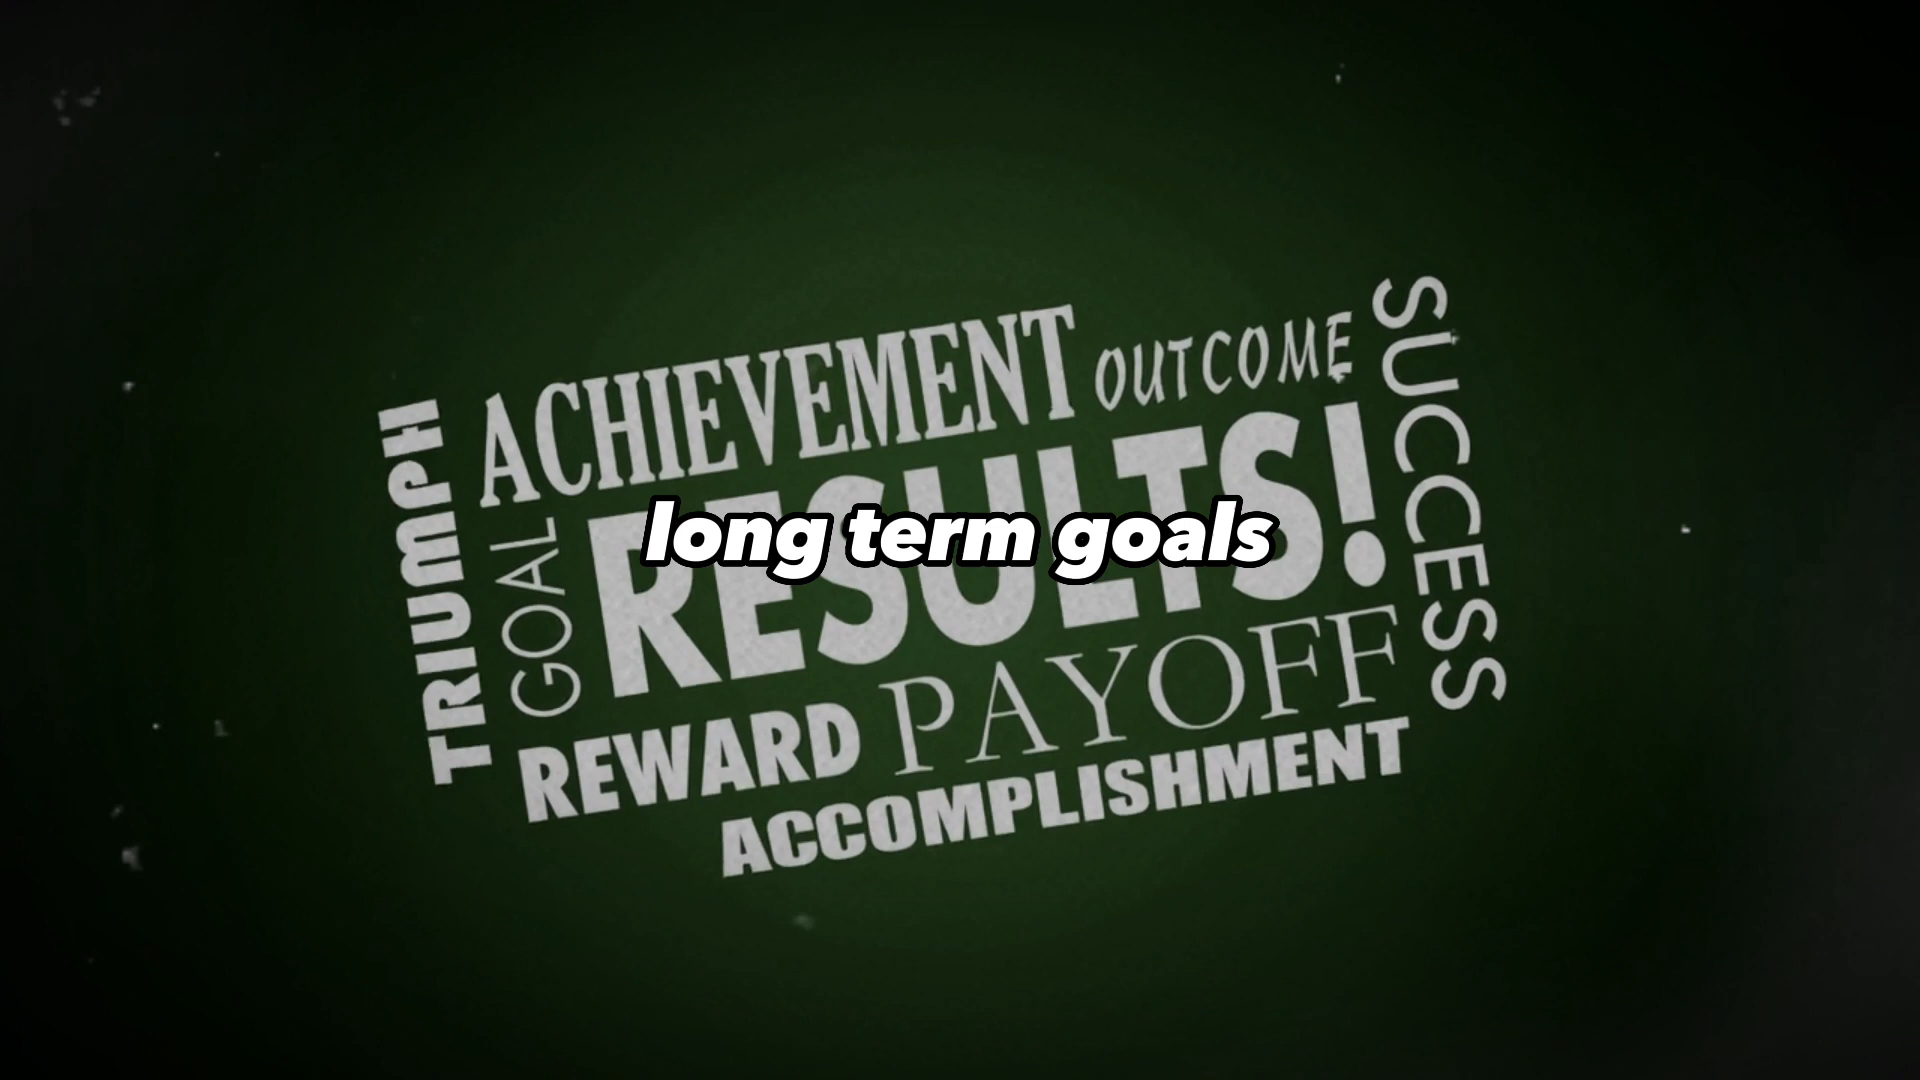 ACHIEVEMENT
OUTCOME
SUCCESS
TRIUMPH
GOAL
RESULTS!
long term goals
REWARD
PAYOFF
ACCOMPLISHMENT